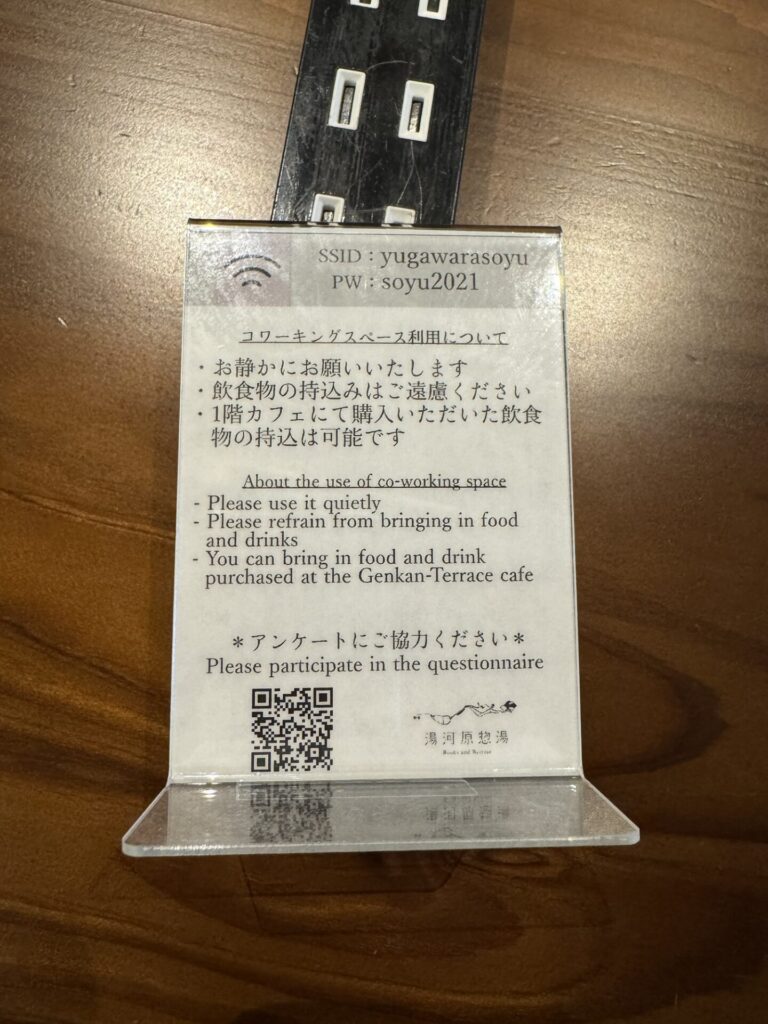 SSID：yugawarasoyu
PW：soyu2021
コワーキングスペース利用について
・お静かにお願いいたします
・飲食物の持込みはご遠慮ください
・1階カフェにて購入いただいた飲食
物の持込は可能です
About the use of co-working space
- Please use it quietly
- Please refrain from bringing in food
and drinks
- You can bring in food and drink
purchased at the Genkan-Terrace cafe
＊アンケートにご協力ください＊
Please participate in the questionnaire
湯河原惣湯
Books and Retreat